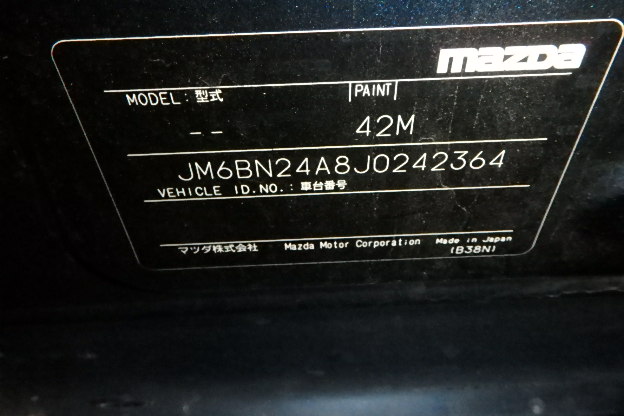 mazda
MODEL : 型式 |PAINT|
-- 42M
JM6BN24A8J0242364
VEHICLE ID.NO. : 車台番号
マツダ株式会社 Mazda Motor Corporation Made in Japan
(B38N)